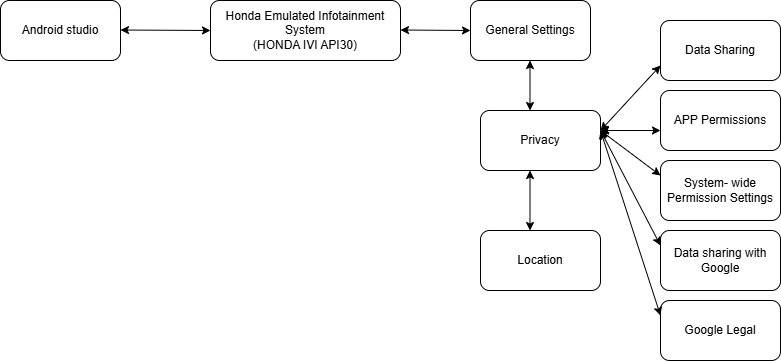 Android studio
Honda Emulated Infotainment
System
(HONDA IVI API30)
General Settings
Data Sharing
APP Permissions
Privacy
System- wide
Permission Settings
Location
Data sharing with
Google
Google Legal